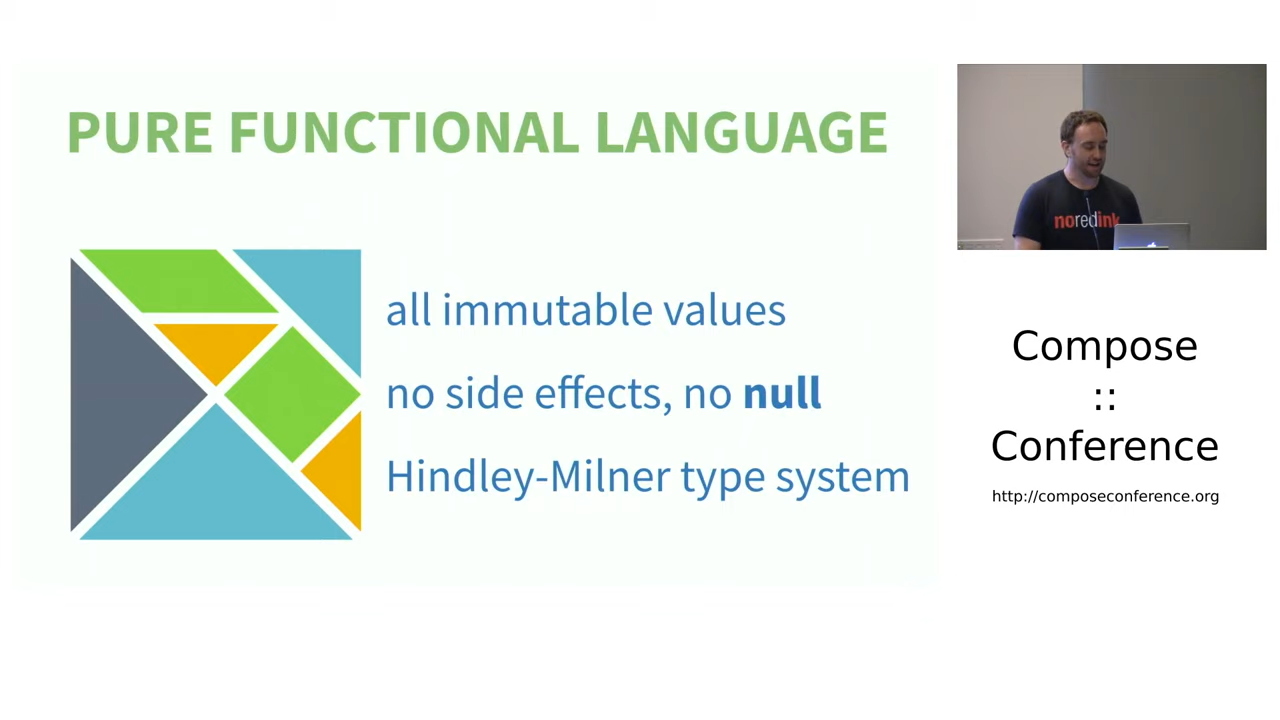 PURE FUNCTIONAL LANGUAGE
all immutable values
no side effects, no null
Hindley-Milner type system
noredink
Compose
::
Conference
http://composeconference.org